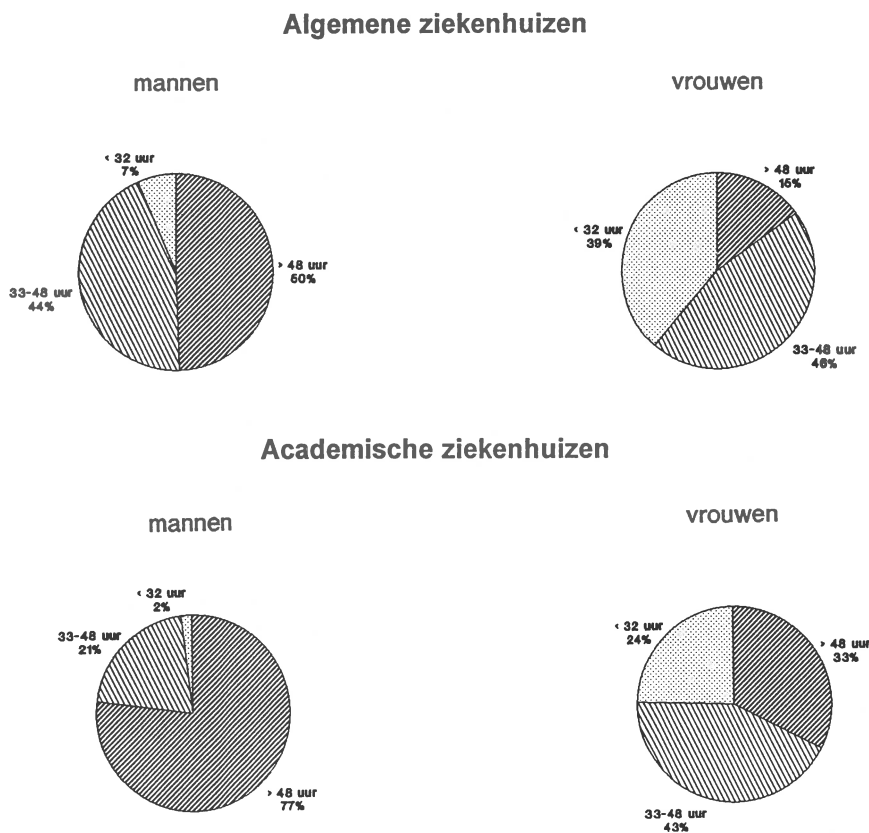 Algemene ziekenhuizen
mannen
vrouwen
< 32 uur
7%
> 48 uur
50%
33-48 uur
44%
> 48 uur
15%
< 32 uur
39%
33-48 uur
46%
Academische ziekenhuizen
mannen
vrouwen
< 32 uur
2%
33-48 uur
21%
> 48 uur
77%
< 32 uur
24%
> 48 uur
33%
33-48 uur
43%